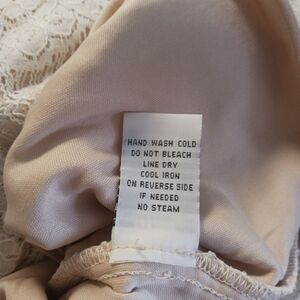 HAND WASH COLD
DO NOT BLEACH
LINE DRY
COOL IRON
ON REVERSE SIDE
IF NEEDED
NO STEAM